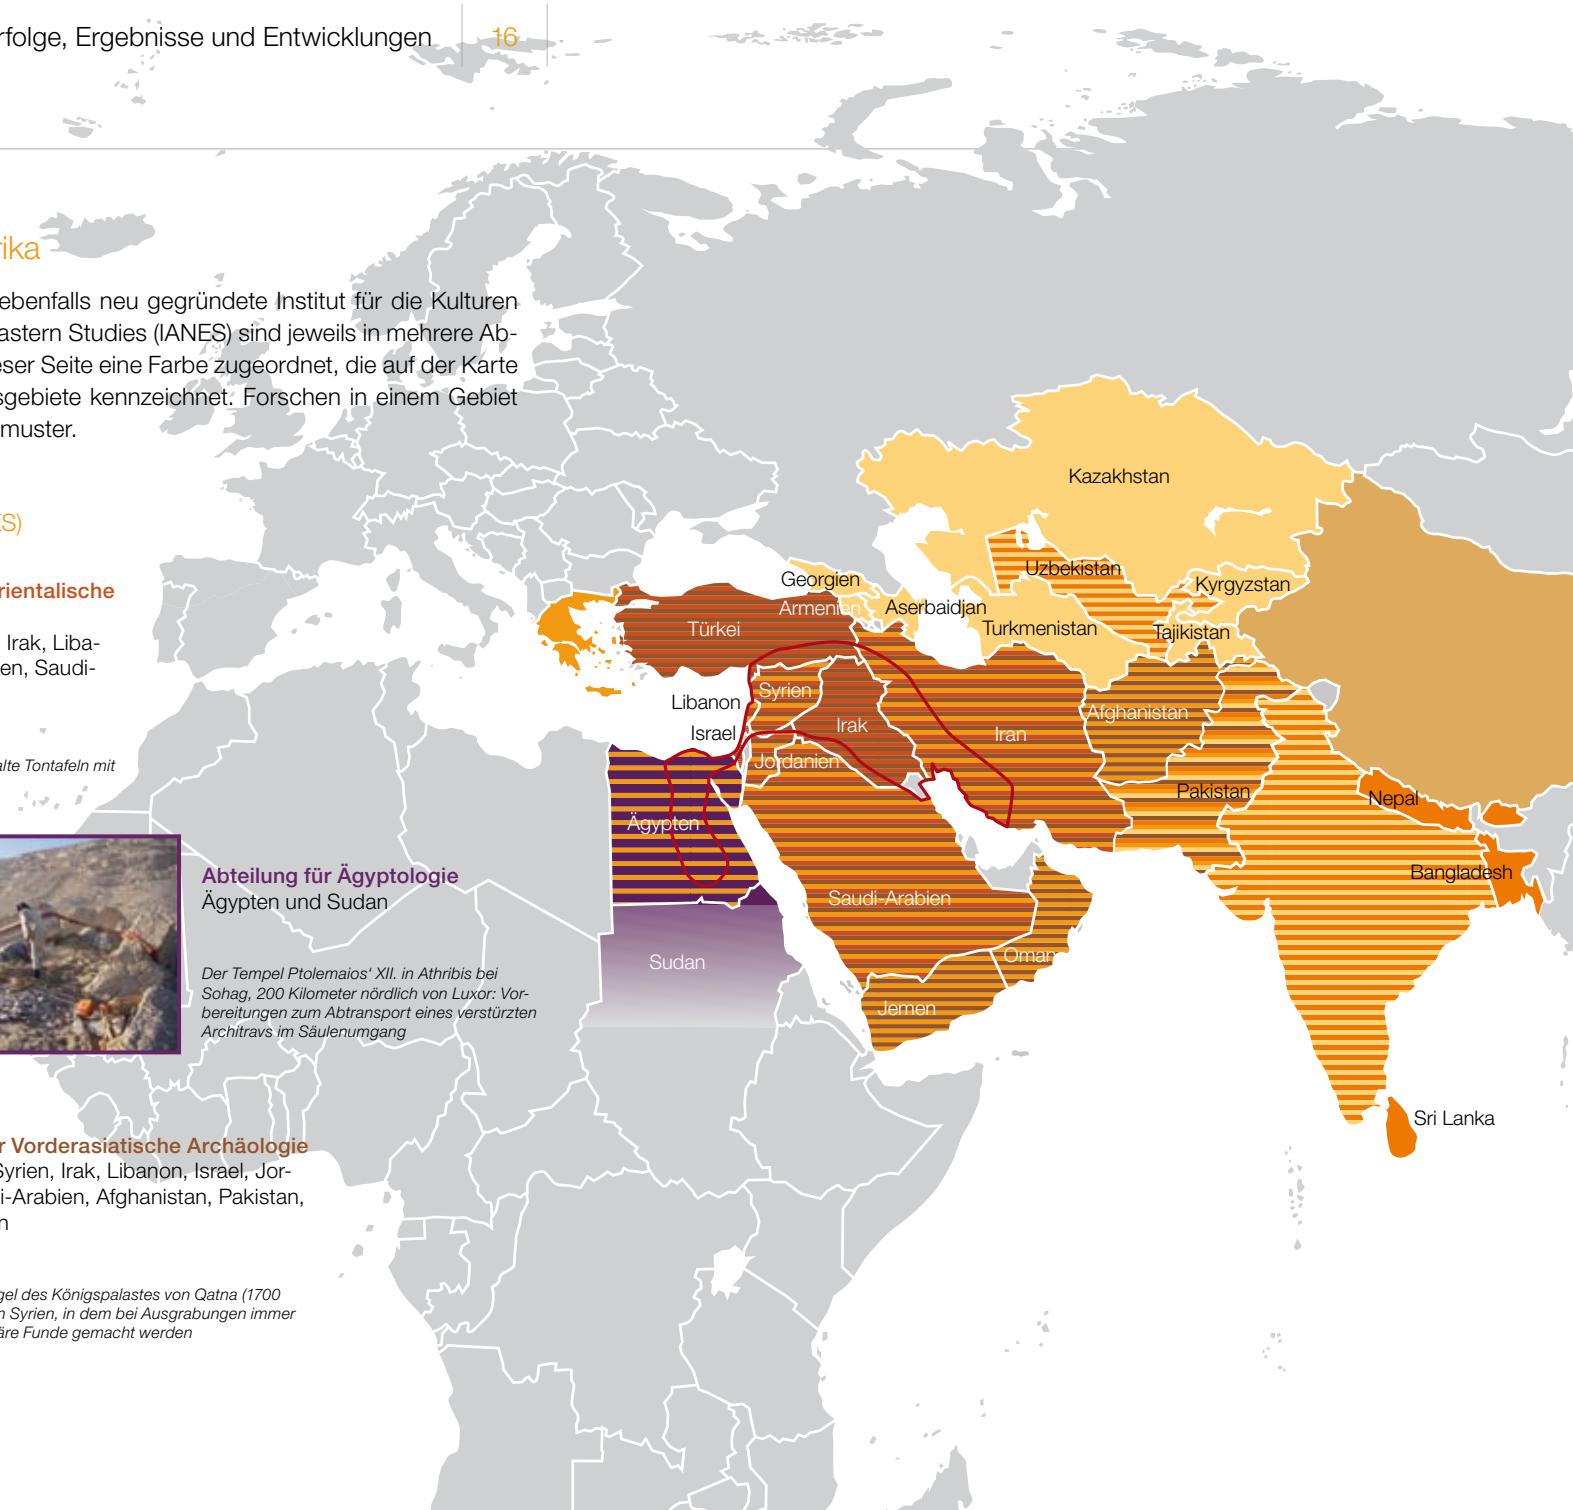 rfolge, Ergebnisse und Entwicklungen 16
rika
ebenfalls neu gegründete Institut für die Kulturen
astern Studies (IANES) sind jeweils in mehrere Ab-
eser Seite eine Farbe zugeordnet, die auf der Karte
sgebiete kennzeichnet. Forschen in einem Gebiet
muster.
ES)
rientalische
Irak, Liba-
en, Saudi-
alte Tontafeln mit
Abteilung für Ägyptologie
Ägypten und Sudan
Der Tempel Ptolemaios‘ XII. in Athribis bei
Sohag, 200 Kilometer nördlich von Luxor: Vor-
bereitungen zum Abtransport eines verstürzten
Architravs im Säulenumgang
r Vorderasiatische Archäologie
Syrien, Irak, Libanon, Israel, Jor-
i-Arabien, Afghanistan, Pakistan,
n
gel des Königspalastes von Qatna (1700
n Syrien, in dem bei Ausgrabungen immer
äre Funde gemacht werden
Kazakhstan
Georgien
Uzbekistan
Kyrgyzstan
Armenien
Aserbaidjan
Türkei
Turkmenistan
Tajikistan
Libanon
Syrien
Afghanistan
Israel
Irak
Iran
Jordanien
Pakistan
Nepal
Ägypten
Bangladesh
Saudi-Arabien
Sudan
Oman
Jemen
Sri Lanka